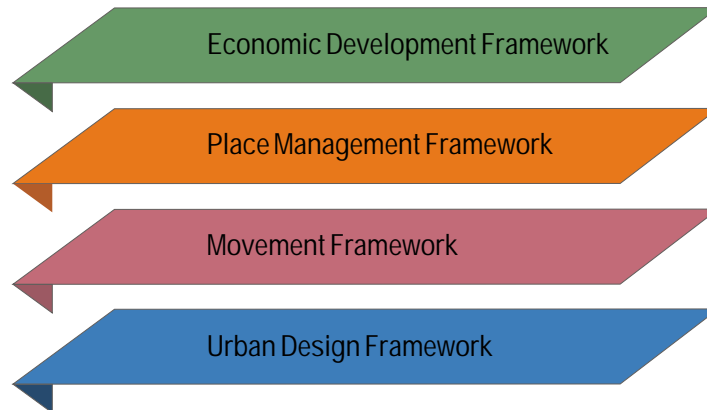 Economic Development Framework
Place Management Framework
Movement Framework
Urban Design Framework